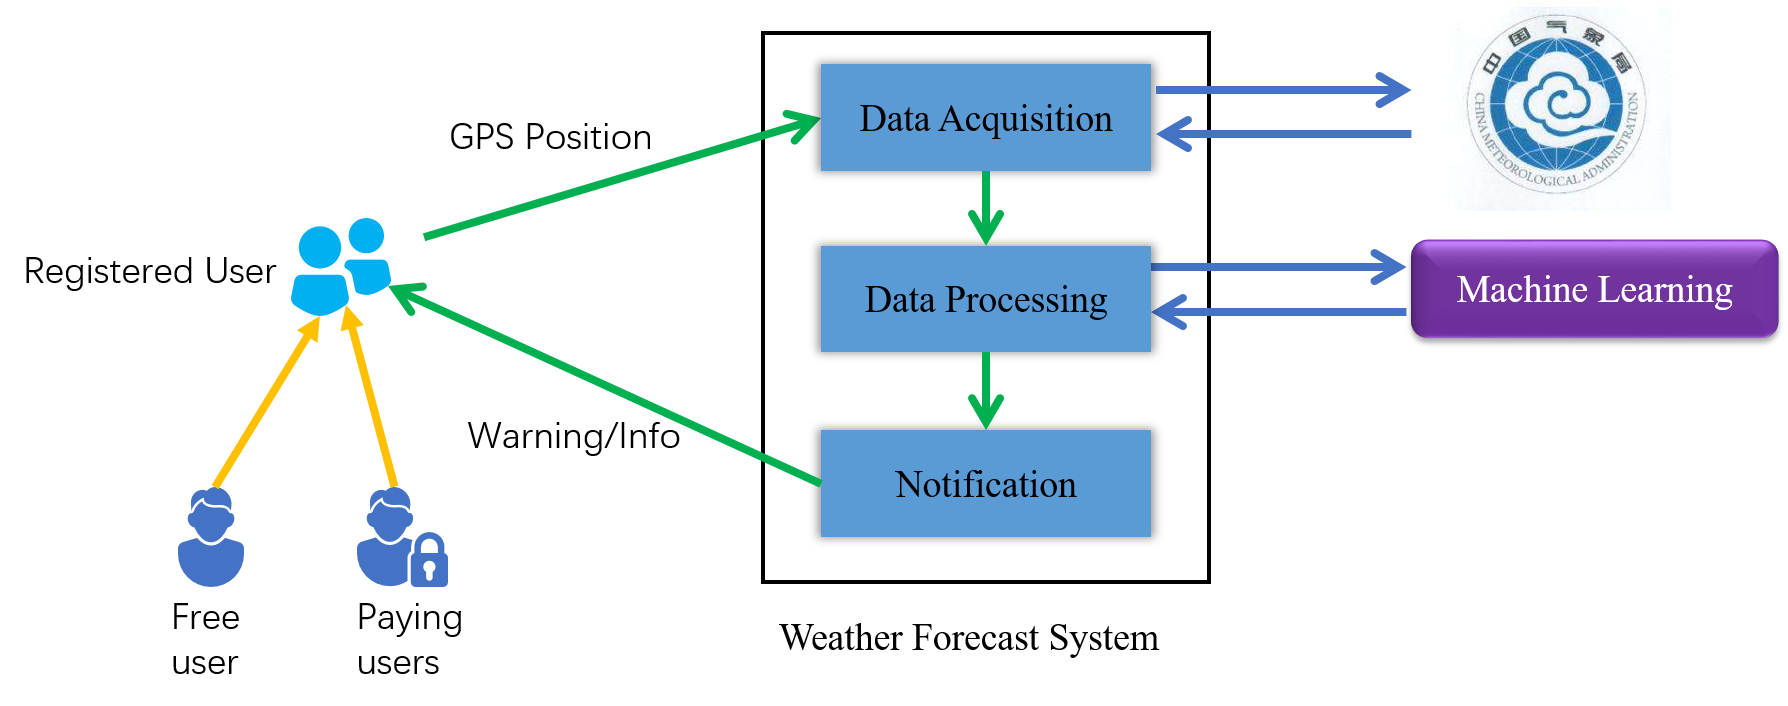 GPS Position
Data Acquisition
中国气象局
CHINA METEOROLOGICAL ADMINISTRATION
Registered User
Data Processing
Machine Learning
Warning/Info
Notification
Free
user
Paying
users
Weather Forecast System